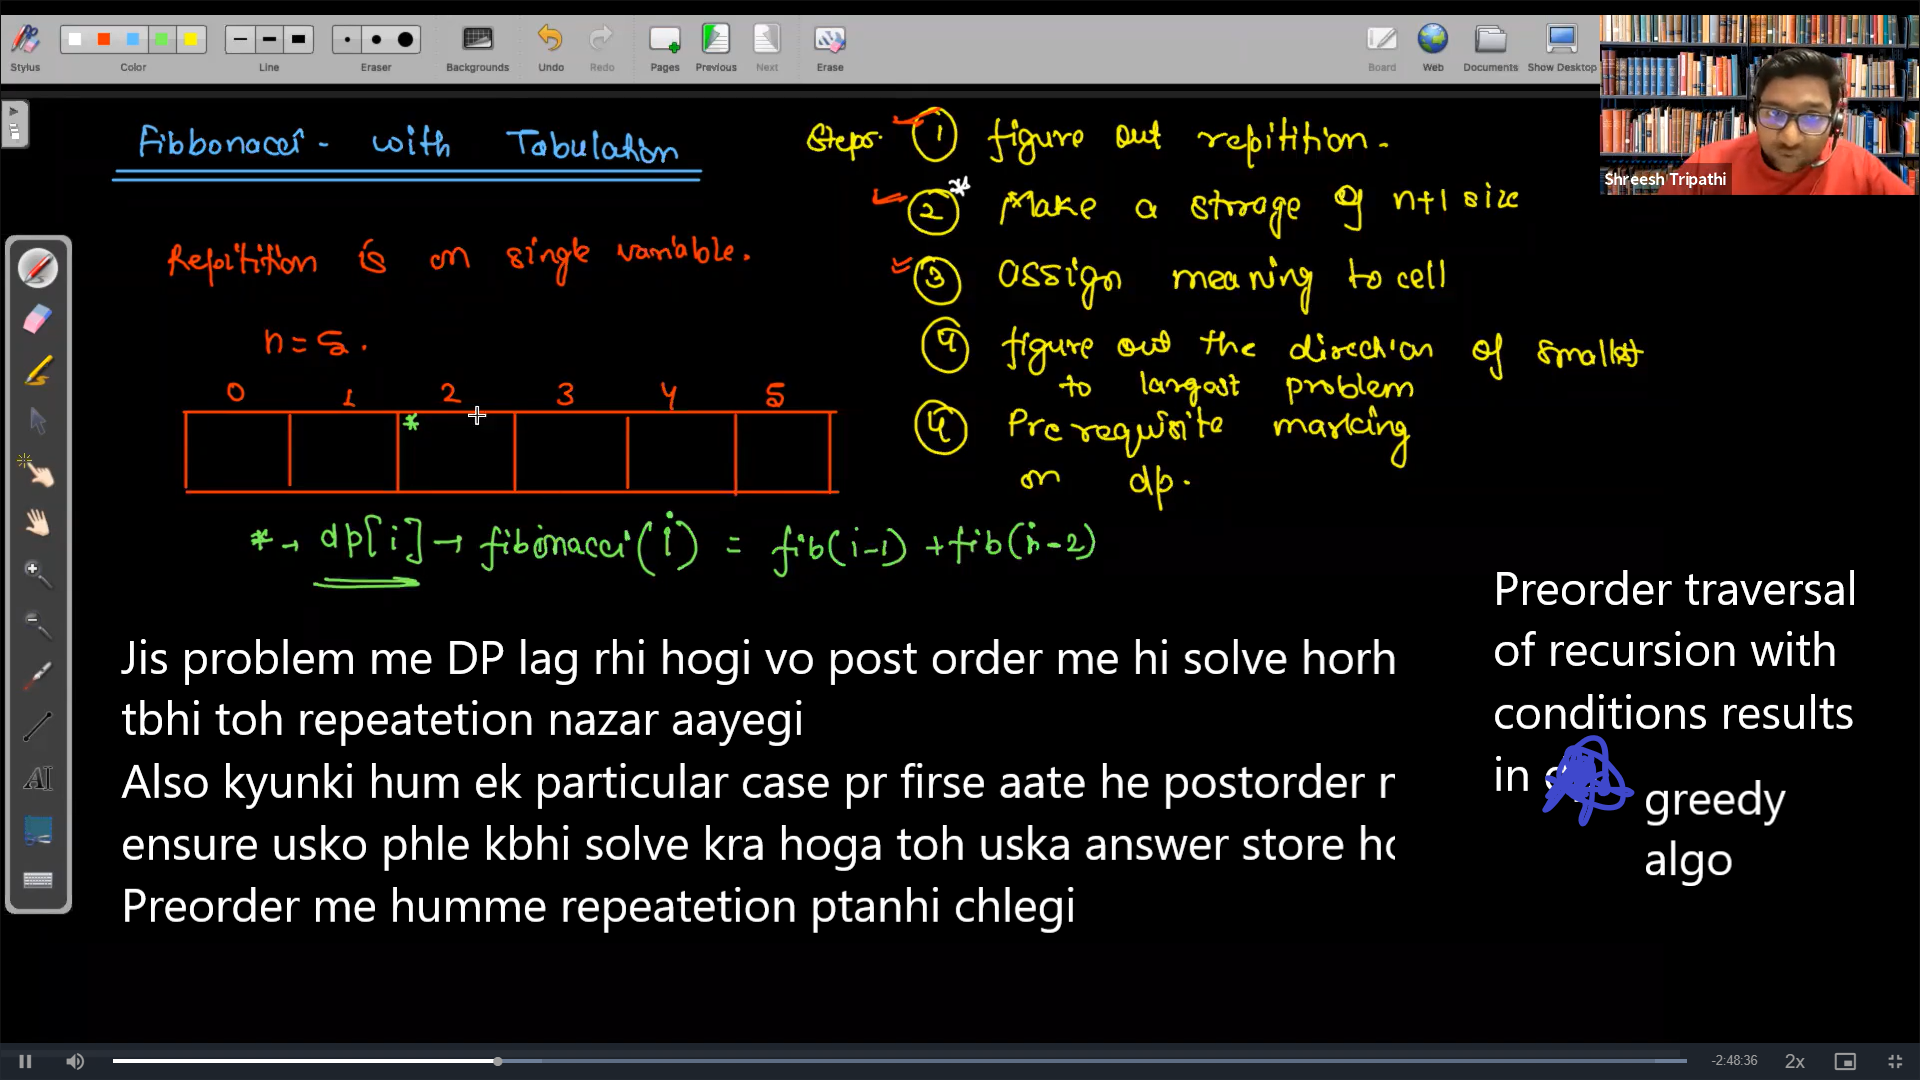 Stylus
Color
Line
Eraser
Backgrounds
Undo
Redo
Pages
Previous
Next
Erase
Board
Web
Documents
Show Desktop
Shreesh Tripathi
Fibbonacci - with Tabulation
Repitition is on single variable.
n = 5.
0 1 2 3 4 5
*
* → dp[i] → fibonacci(i) = fib(i-1) + fib(i-2)
Steps.
1 figure out repitition.
2 * Make a storage of n+1 size
3 assign meaning to cell
4 figure out the direction of smallest
to largest problem
4 Prerequisite marking
on dp.
Jis problem me DP lag rhi hogi vo post order me hi solve horh
tbhi toh repeatetion nazar aayegi
Also kyunki hum ek particular case pr firse aate he postorder
ensure usko phle kbhi solve kra hoga toh uska answer store
Preorder me humme repeatetion ptanhi chlegi
Preorder traversal
of recursion with
conditions results
in
greedy
algo
AI
-2:48:36
2x